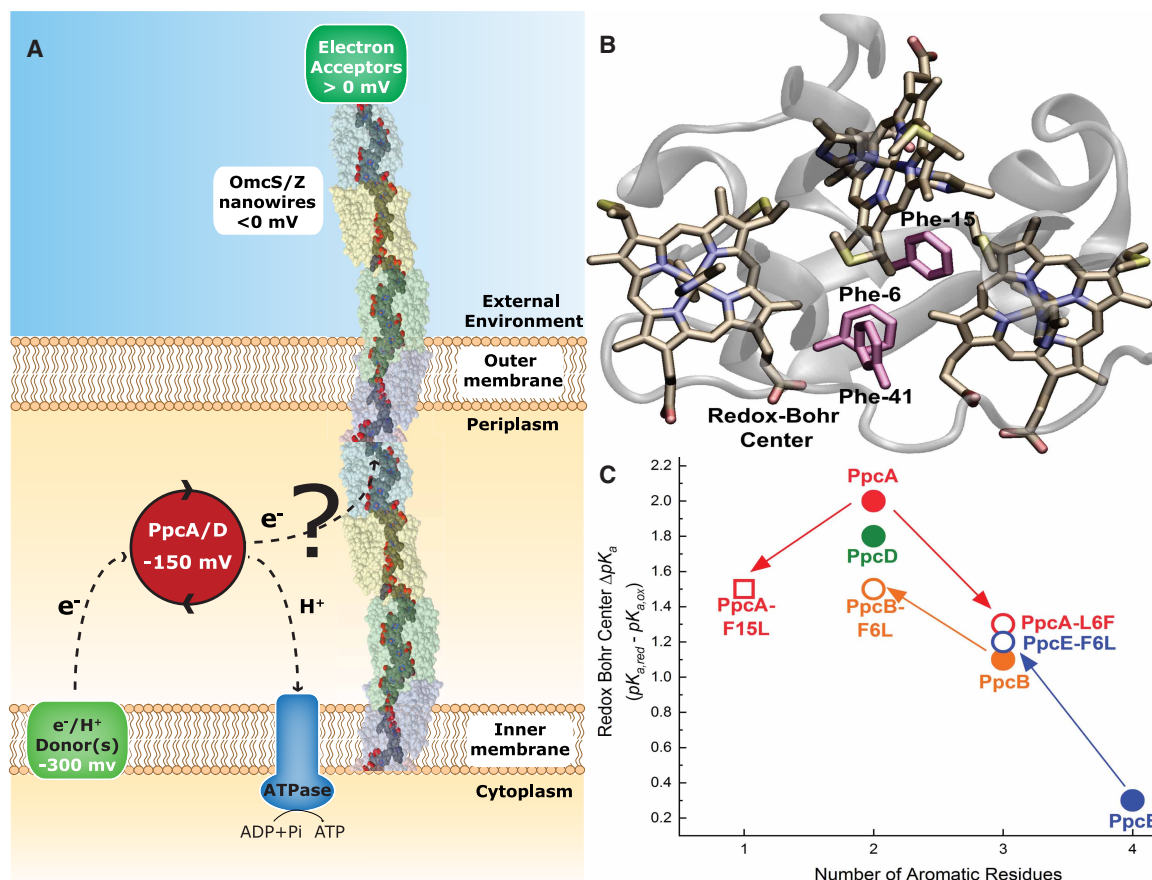 A
Electron
Acceptors
> 0 mV
OmcS/Z
nanowires
<0 mV
External
Environment
Outer
membrane
Periplasm
PpcA/D
-150 mV
e-
?
e-
H+
e-/H+
Donor(s)
-300 mv
ATPase
ADP+Pi ATP
Inner
membrane
Cytoplasm
B
Phe-15
Phe-6
Phe-41
Redox-Bohr
Center
C
Redox Bohr Center ΔpKa
(pKa,red - pKa,ox)
2.2
2.0
1.8
1.6
1.4
1.2
1.0
0.8
0.6
0.4
0.2
PpcA
PpcD
PpcA-
F15L
PpcB-
F6L
PpcA-L6F
PpcE-F6L
PpcB
PpcE
1 2 3 4
Number of Aromatic Residues